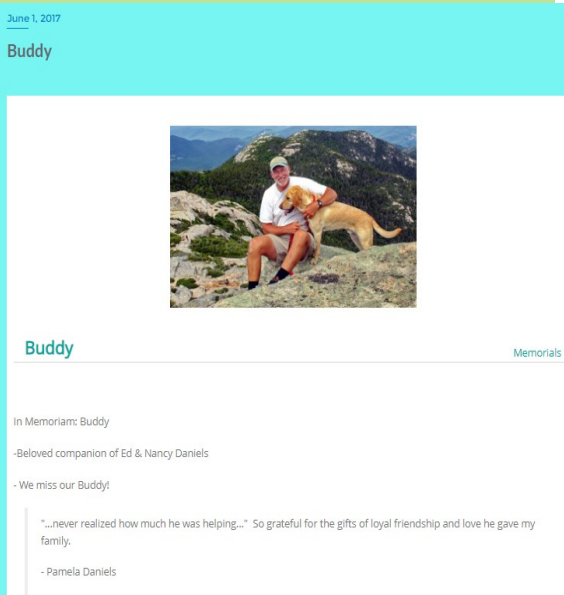 June 1, 2017
Buddy
Buddy
Memorials
In Memoriam: Buddy
-Beloved companion of Ed & Nancy Daniels
- We miss our Buddy!
"...never realized how much he was helping..."  So grateful for the gifts of loyal friendship and love he gave my
family.
- Pamela Daniels